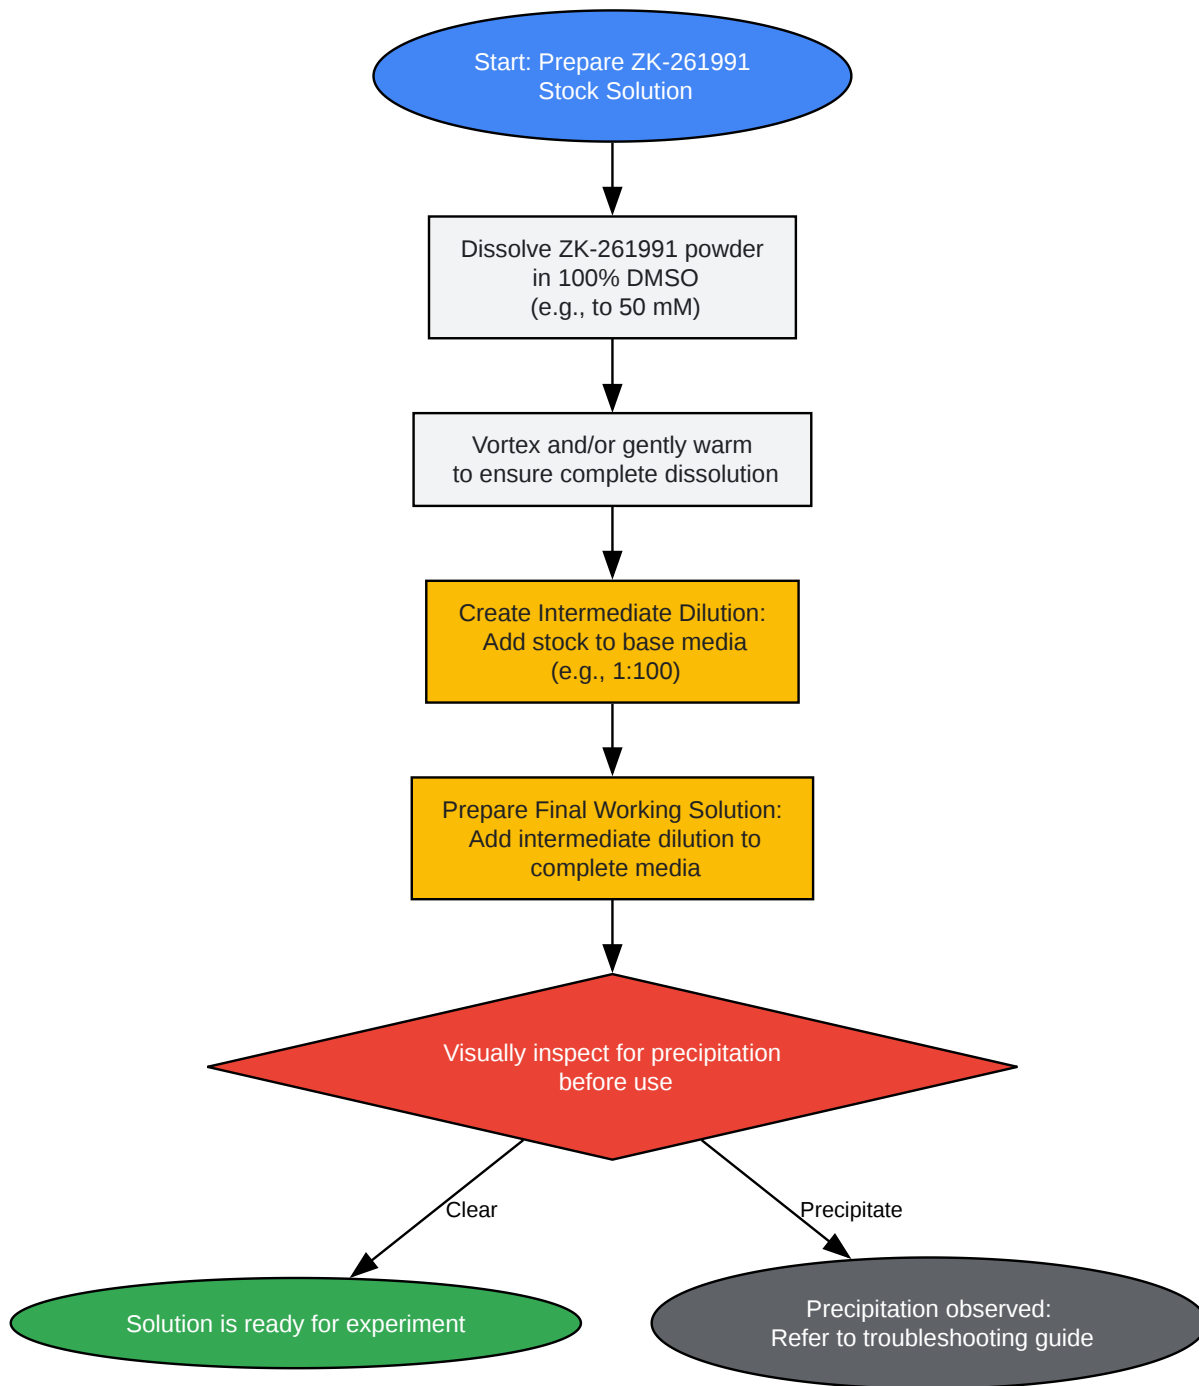 Start: Prepare ZK-261991
Stock Solution
Dissolve ZK-261991 powder
in 100% DMSO
(e.g., to 50 mM)
Vortex and/or gently warm
to ensure complete dissolution
Create Intermediate Dilution:
Add stock to base media
(e.g., 1:100)
Prepare Final Working Solution:
Add intermediate dilution to
complete media
Visually inspect for precipitation
before use
Clear
Precipitate
Solution is ready for experiment
Precipitation observed:
Refer to troubleshooting guide